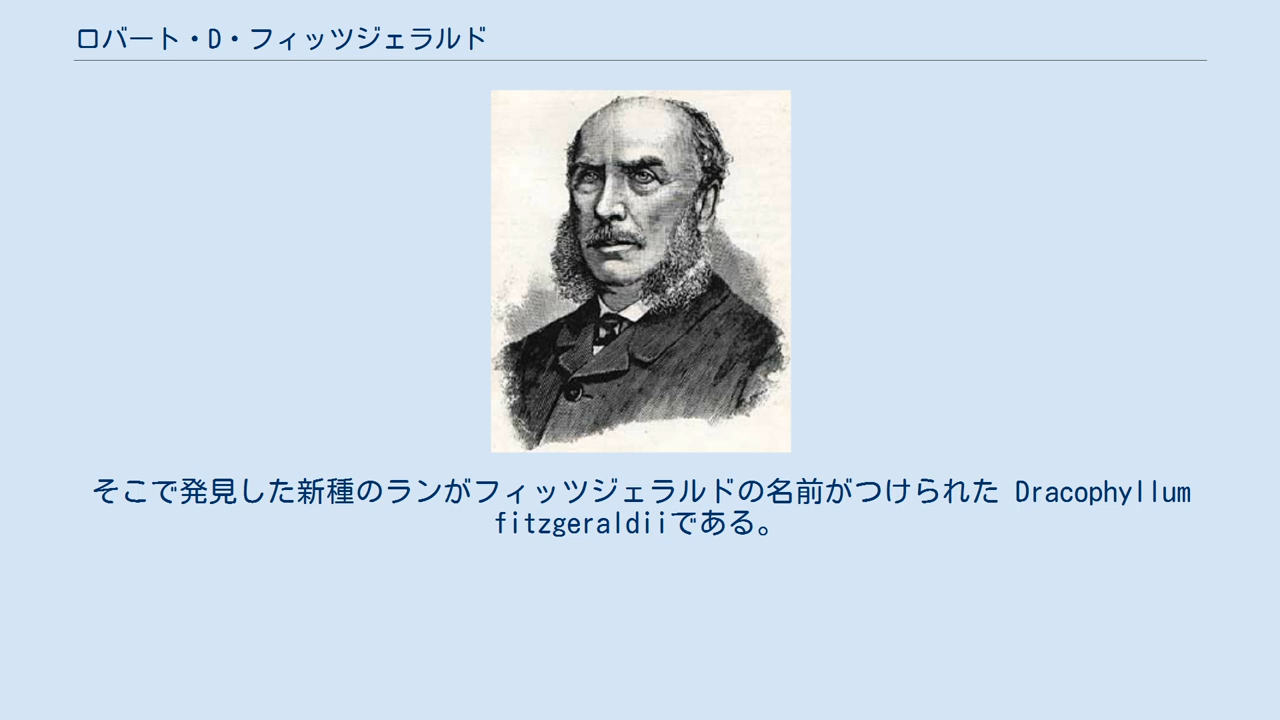 ロバート・D・フィッツジェラルド
そこで発見した新種のランがフィッツジェラルドの名前がつけられた Dracophyllum
fitzgeraldiiである。